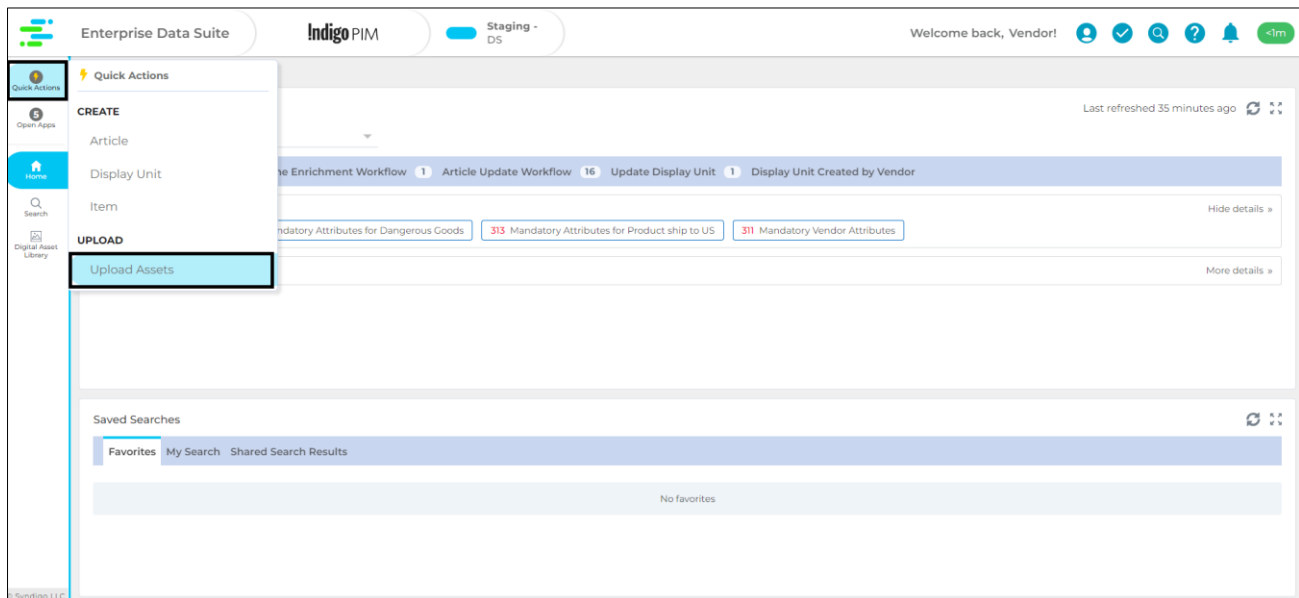 Enterprise Data Suite
!ndigo PIM
Staging -
DS
Welcome back, Vendor!
<1m
Quick Actions
5
Open Apps
Home
Search
Digital Asset
Library
Quick Actions
CREATE
Article
Display Unit
Item
UPLOAD
Upload Assets
Last refreshed 35 minutes ago
Enrichment Workflow 1 Article Update Workflow 16 Update Display Unit 1 Display Unit Created by Vendor
Hide details »
Attributes for Dangerous Goods 313 Mandatory Attributes for Product ship to US 311 Mandatory Vendor Attributes
More details »
Saved Searches
Favorites My Search Shared Search Results
No favorites
© Syndigo LLC